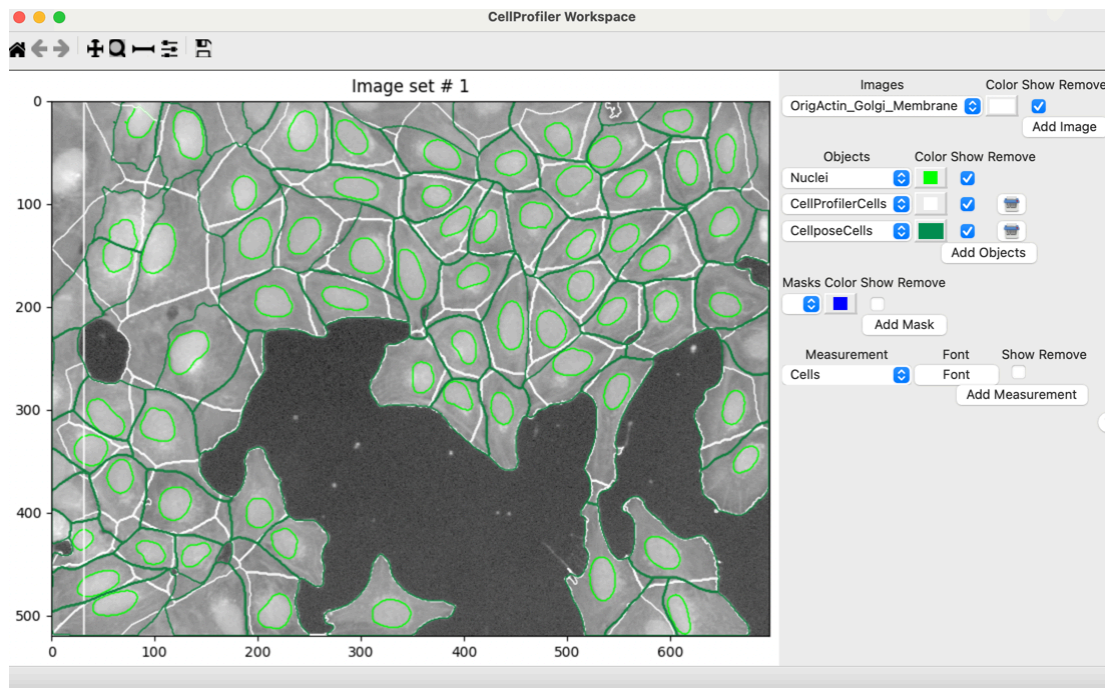 CellProfiler Workspace
Image set # 1
0
100
200
300
400
500
0 100 200 300 400 500 600
Images Color Show Remove
OrigActin_Golgi_Membrane
Add Image
Objects Color Show Remove
Nuclei
CellProfilerCells
CellposeCells
Add Objects
Masks Color Show Remove
Add Mask
Measurement Font Show Remove
Cells Font
Add Measurement